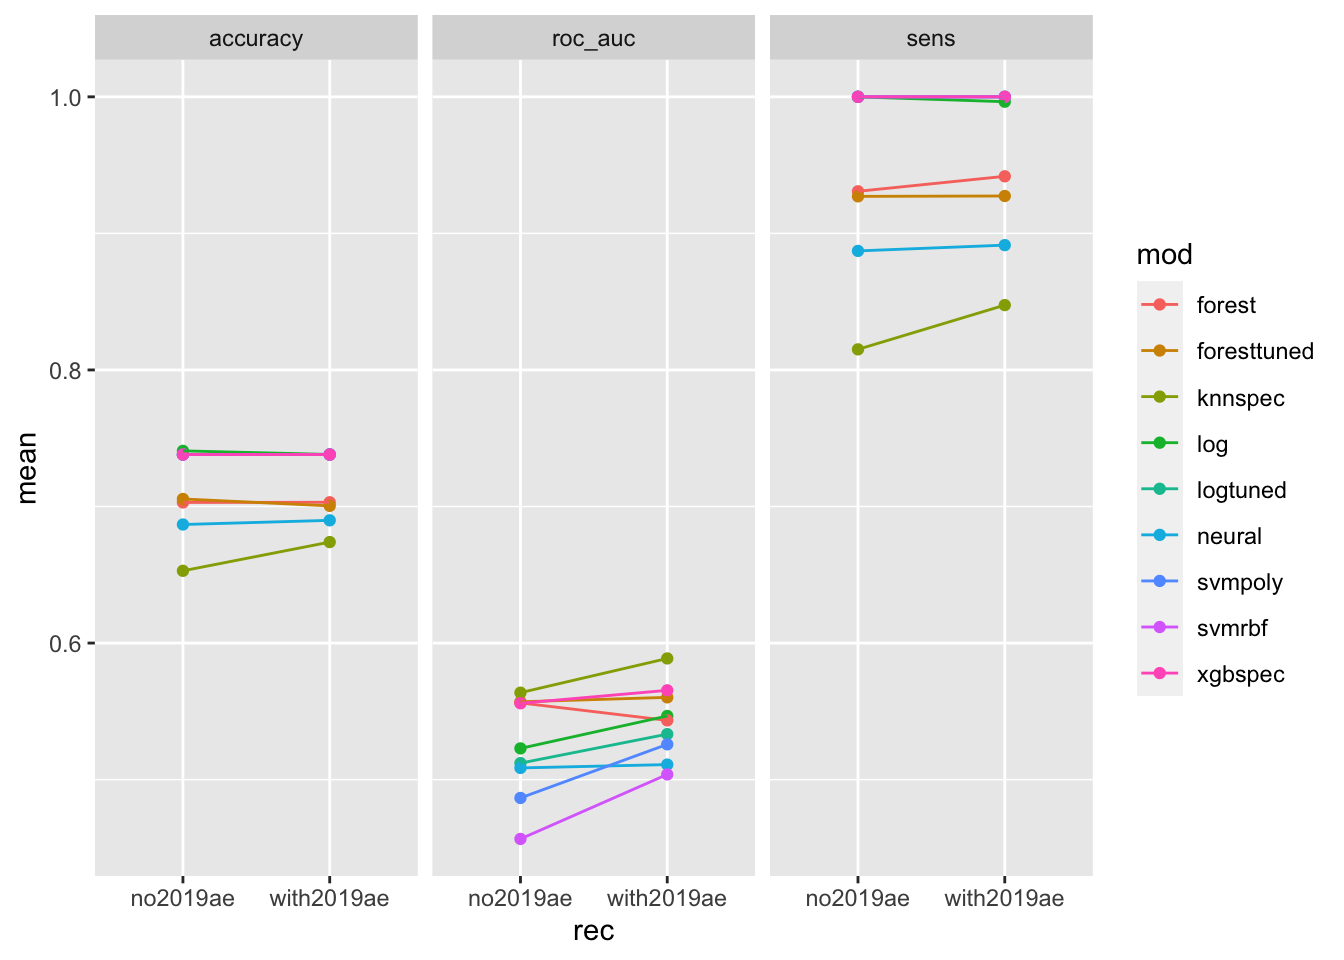 accuracy
roc_auc
sens
1.0
0.8
0.6
mean
no2019ae
with2019ae
no2019ae
with2019ae
no2019ae
with2019ae
rec
mod
forest
foresttuned
knnspec
log
logtuned
neural
svmpoly
svmrbf
xgbspec